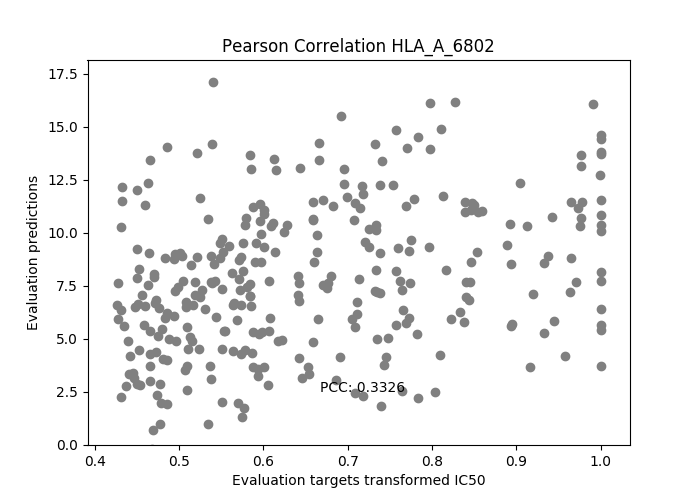 Pearson Correlation HLA_A_6802
17.5
15.0
12.5
10.0
7.5
5.0
2.5
0.0
Evaluation predictions
PCC: 0.3326
0.4 0.5 0.6 0.7 0.8 0.9 1.0
Evaluation targets transformed IC50